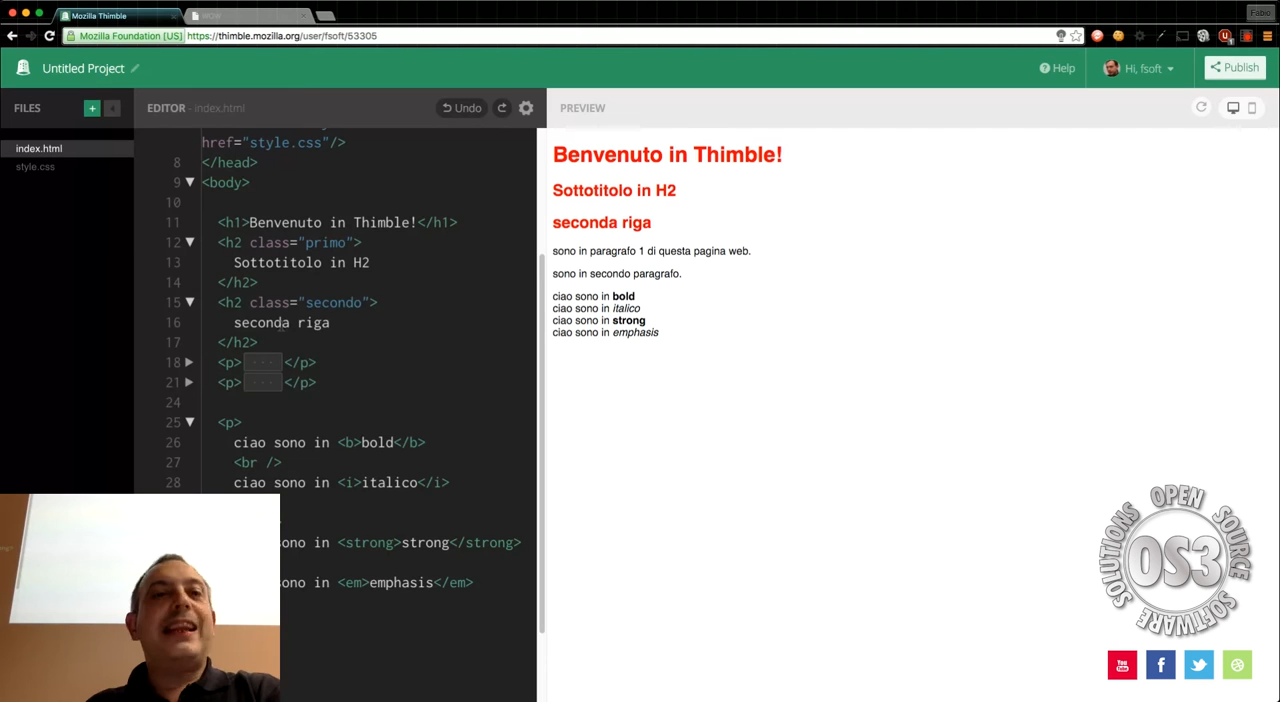 Mozilla Thimble
WOW
Fabio
Mozilla Foundation [US]
https://thimble.mozilla.org/user/fsoft/53305
Untitled Project
Help
Hi, fsoft
Publish
FILES
EDITOR - index.html
Undo
PREVIEW
index.html
style.css
href="style.css"/>
8 </head>
9 <body>
10
11 <h1>Benvenuto in Thimble!</h1>
12 <h2 class="primo">
13 Sottotitolo in H2
14 </h2>
15 <h2 class="secondo">
16 seconda riga
17 </h2>
18 <p>...</p>
21 <p>...</p>
24
25 <p>
26 ciao sono in <b>bold</b>
27 <br />
28 ciao sono in <i>italico</i>
ono in <strong>strong</strong>
sono in <em>emphasis</em>
Benvenuto in Thimble!
Sottotitolo in H2
seconda riga
sono in paragrafo 1 di questa pagina web.
sono in secondo paragrafo.
ciao sono in bold
ciao sono in italico
ciao sono in strong
ciao sono in emphasis
SOLUTIONS OPEN SOURCE SOFTWARE
OS3
You Tube
f